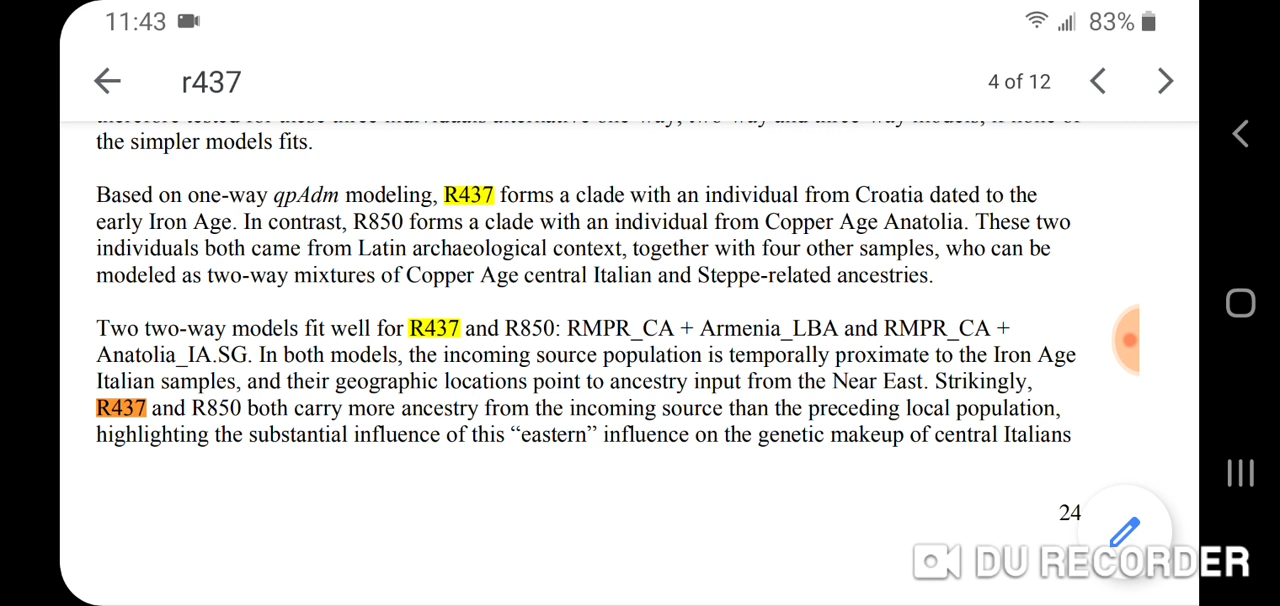 11:43 83%
r437 4 of 12
the simpler models fits.
Based on one-way qpAdm modeling, R437 forms a clade with an individual from Croatia dated to the
early Iron Age. In contrast, R850 forms a clade with an individual from Copper Age Anatolia. These two
individuals both came from Latin archaeological context, together with four other samples, who can be
modeled as two-way mixtures of Copper Age central Italian and Steppe-related ancestries.
Two two-way models fit well for R437 and R850: RMPR_CA + Armenia_LBA and RMPR_CA +
Anatolia_IA.SG. In both models, the incoming source population is temporally proximate to the Iron Age
Italian samples, and their geographic locations point to ancestry input from the Near East. Strikingly,
R437 and R850 both carry more ancestry from the incoming source than the preceding local population,
highlighting the substantial influence of this “eastern” influence on the genetic makeup of central Italians
24
DU RECORDER